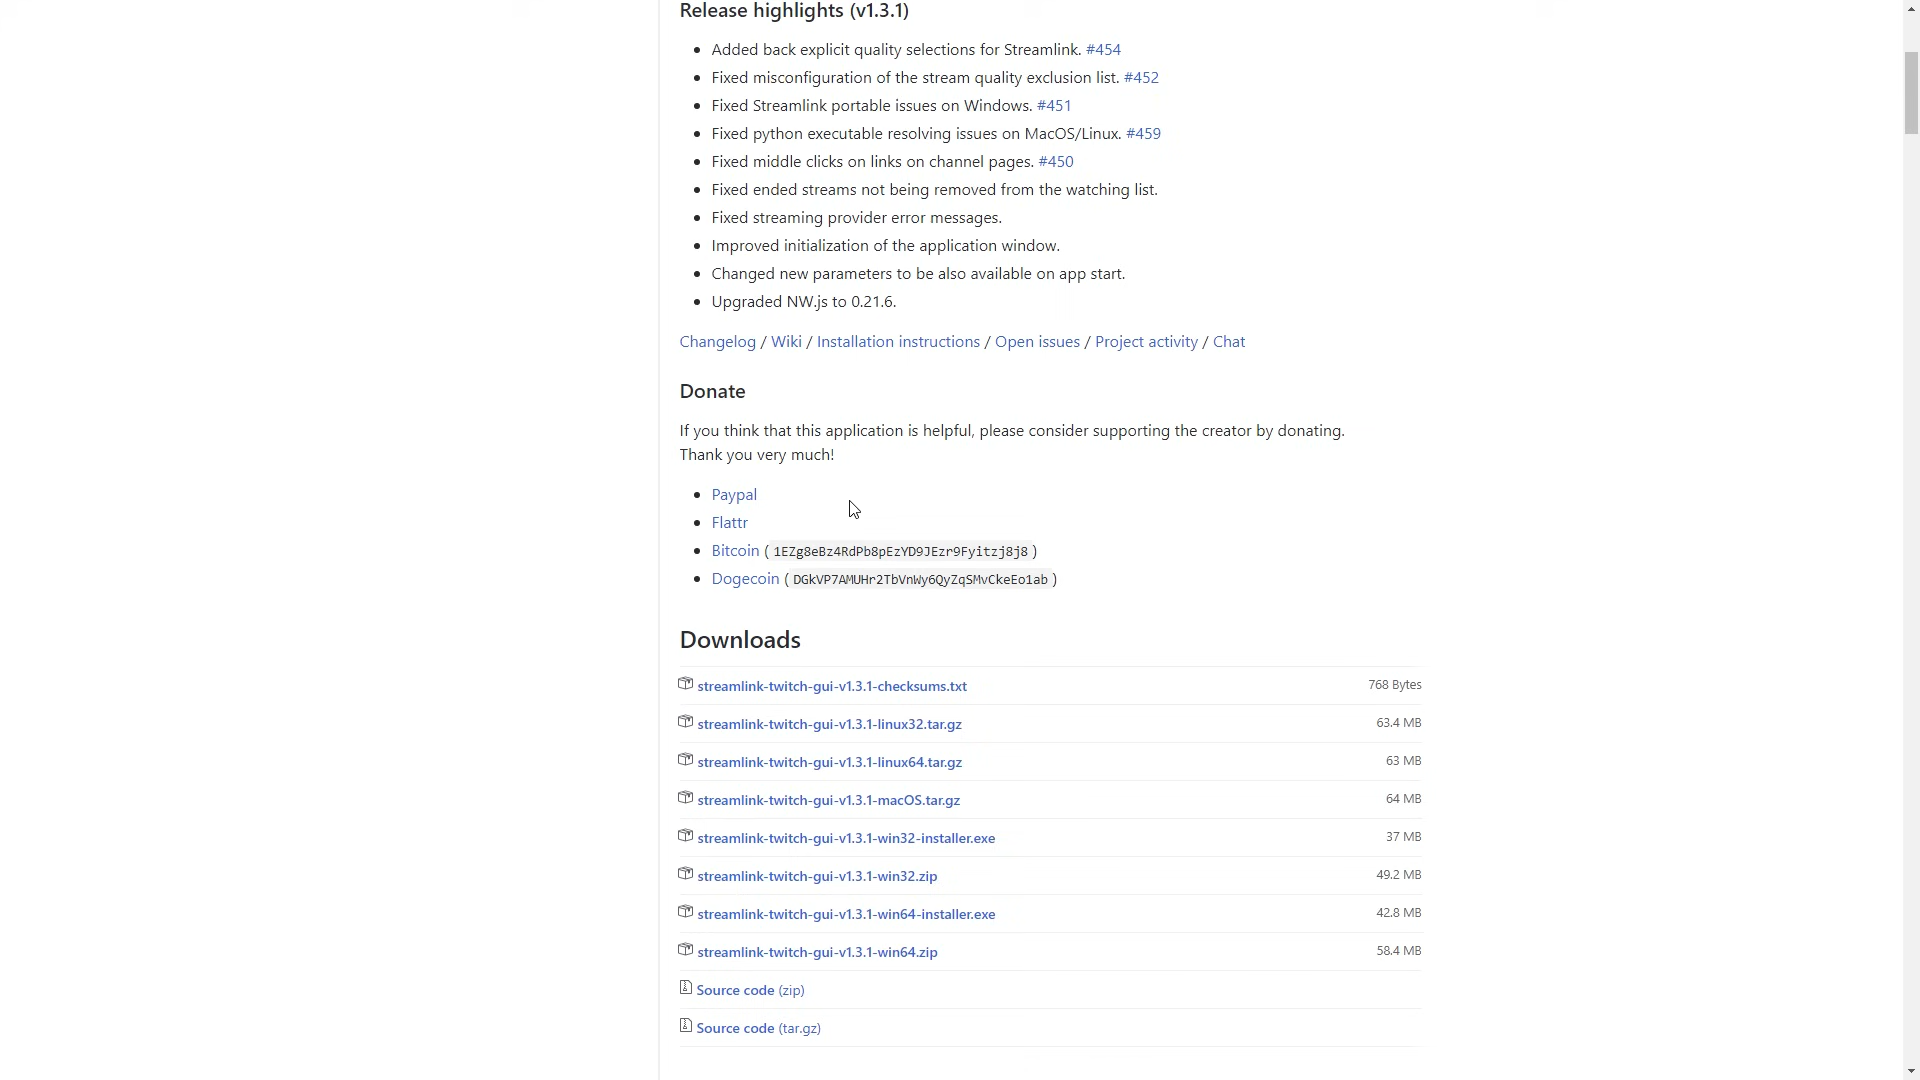 Release highlights (v1.3.1)
Added back explicit quality selections for Streamlink. #454
Fixed misconfiguration of the stream quality exclusion list. #452
Fixed Streamlink portable issues on Windows. #451
Fixed python executable resolving issues on MacOS/Linux. #459
Fixed middle clicks on links on channel pages. #450
Fixed ended streams not being removed from the watching list.
Fixed streaming provider error messages.
Improved initialization of the application window.
Changed new parameters to be also available on app start.
Upgraded NW.js to 0.21.6.
Changelog / Wiki / Installation instructions / Open issues / Project activity / Chat
Donate
If you think that this application is helpful, please consider supporting the creator by donating.
Thank you very much!
Paypal
Flattr
Bitcoin ( 1EZg8eBz4RdPb8pEzYD9JEzr9Fyitzj8j8 )
Dogecoin ( DGkVP7AMUHr2TbVnWy6QyZqSMvCkeEo1ab )
Downloads
streamlink-twitch-gui-v1.3.1-checksums.txt 768 Bytes
streamlink-twitch-gui-v1.3.1-linux32.tar.gz 63.4 MB
streamlink-twitch-gui-v1.3.1-linux64.tar.gz 63 MB
streamlink-twitch-gui-v1.3.1-macOS.tar.gz 64 MB
streamlink-twitch-gui-v1.3.1-win32-installer.exe 37 MB
streamlink-twitch-gui-v1.3.1-win32.zip 49.2 MB
streamlink-twitch-gui-v1.3.1-win64-installer.exe 42.8 MB
streamlink-twitch-gui-v1.3.1-win64.zip 58.4 MB
Source code (zip)
Source code (tar.gz)